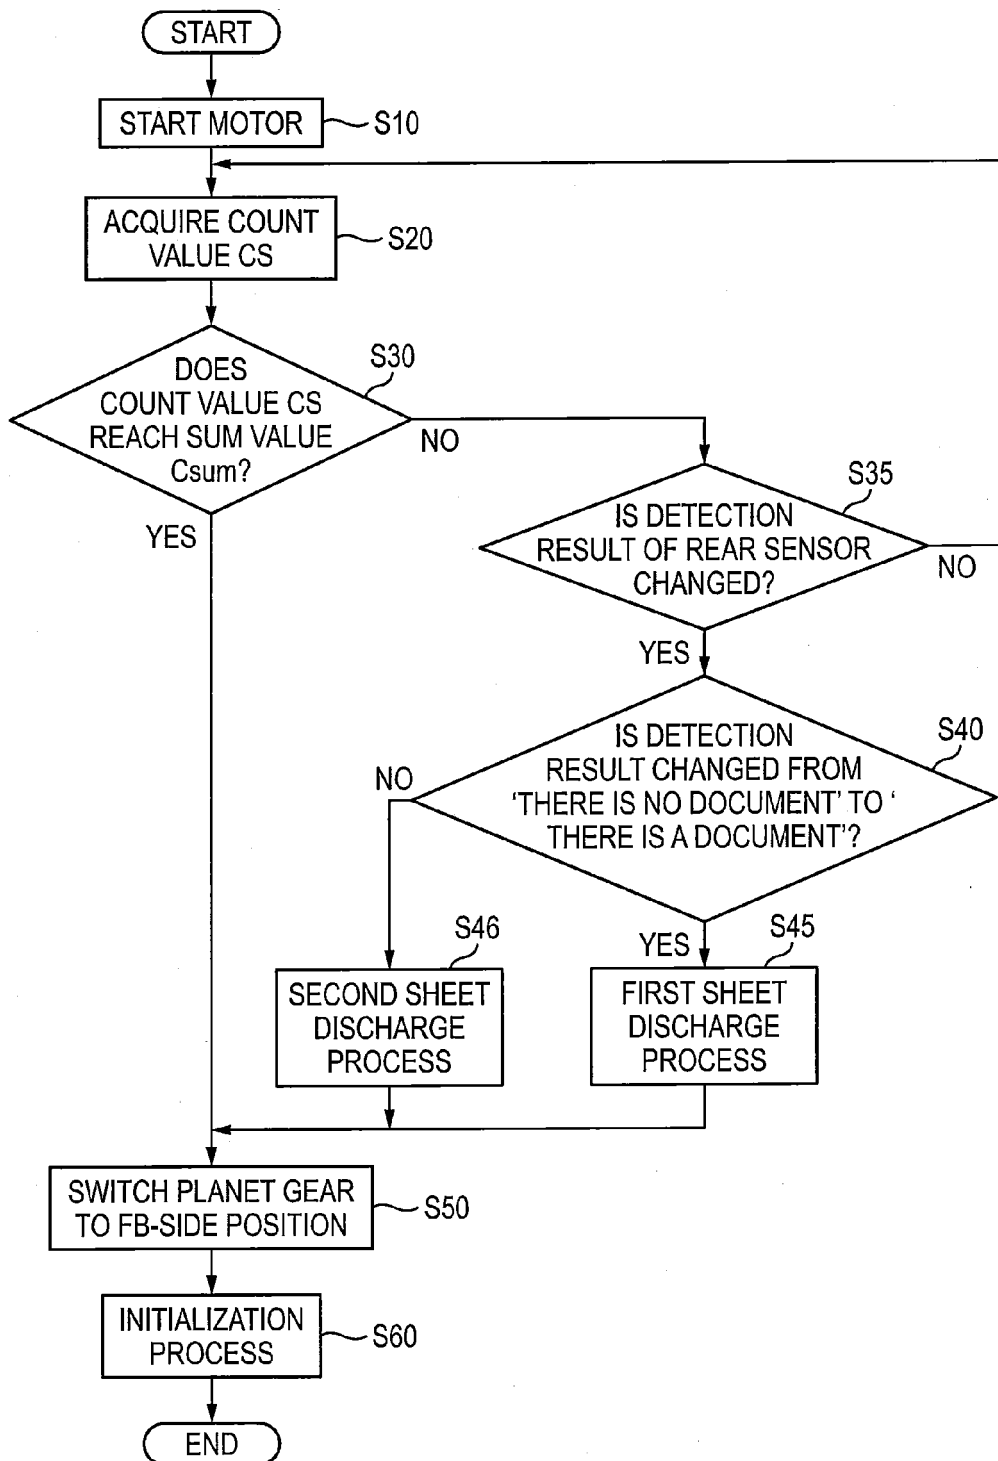 START
START MOTOR
S10
ACQUIRE COUNT
VALUE CS
S20
DOES
COUNT VALUE CS
REACH SUM VALUE
Csum?
S30
NO
YES
IS DETECTION
RESULT OF REAR SENSOR
CHANGED?
S35
NO
YES
IS DETECTION
RESULT CHANGED FROM
‘THERE IS NO DOCUMENT’ TO ‘
THERE IS A DOCUMENT’?
S40
NO
YES
SECOND SHEET
DISCHARGE
PROCESS
S46
FIRST SHEET
DISCHARGE
PROCESS
S45
SWITCH PLANET GEAR
TO FB-SIDE POSITION
S50
INITIALIZATION
PROCESS
S60
END